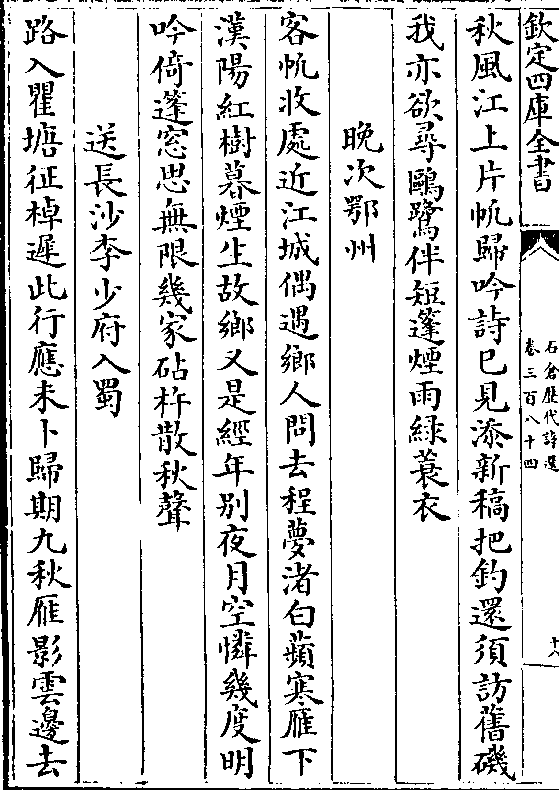 欽定四庫全書
石倉歷代詩選
卷三百八十四
十八
秋風江上片帆歸吟詩已見添新稿把釣還須訪舊磯
我亦欲尋鷗鷺伴短蓬煙雨緑蓑衣
晚次鄂州
客帆收處近江城偶遇鄉人問去程夢渚白蘋寒雁下
漢陽紅樹暮煙生故鄉又是經年別夜月空憐幾度明
吟倚蓬窓思無限幾家砧杵散秋聲
送長沙李少府入蜀
路入瞿塘征棹遲此行應未卜歸期九秋雁影雲邊去